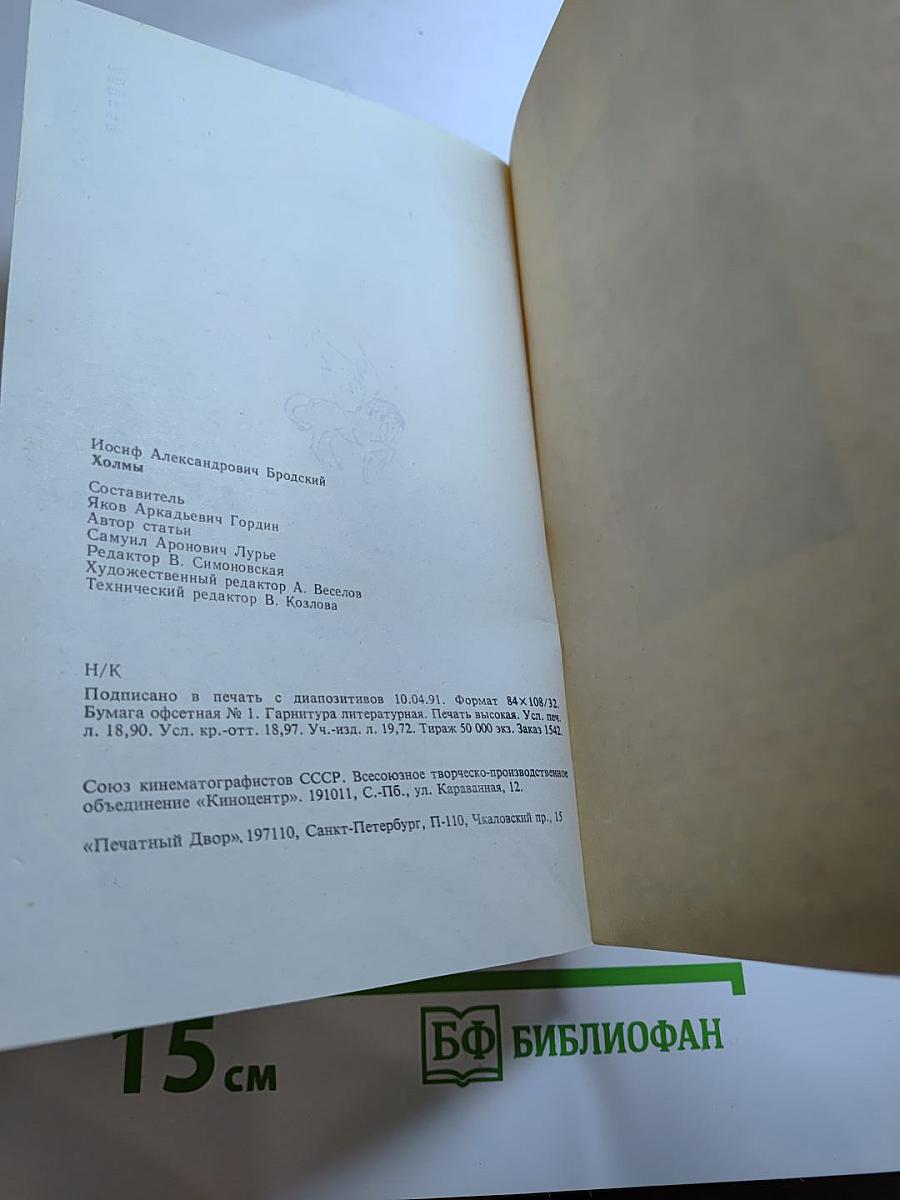 Иосиф Александрович Бродский
Холмы
Составитель
Яков Аркадьевич Гордин
Автор статьи
Самуил Аронович Лурье
Редактор В. Симоновская
Художественный редактор А. Веселов
Технический редактор В. Козлова
Н/К
Подписано в печать с диапозитивов 10.04.91. Формат 84×108/32.
Бумага офсетная № 1. Гарнитура литературная. Печать высокая. Усл. печ.
л. 18,90. Усл. кр.-отт. 18,97. Уч.-изд. л. 19,72. Тираж 50 000 экз. Заказ 1542.
Союз кинематографистов СССР. Всесоюзное творческо-производственное
объединение «Киноцентр». 191011, С.-Пб., ул. Караванная, 12.
«Печатный Двор». 197110, Санкт-Петербург, П-110, Чкаловский пр., 15
15 см
БФ БИБЛИОФАН